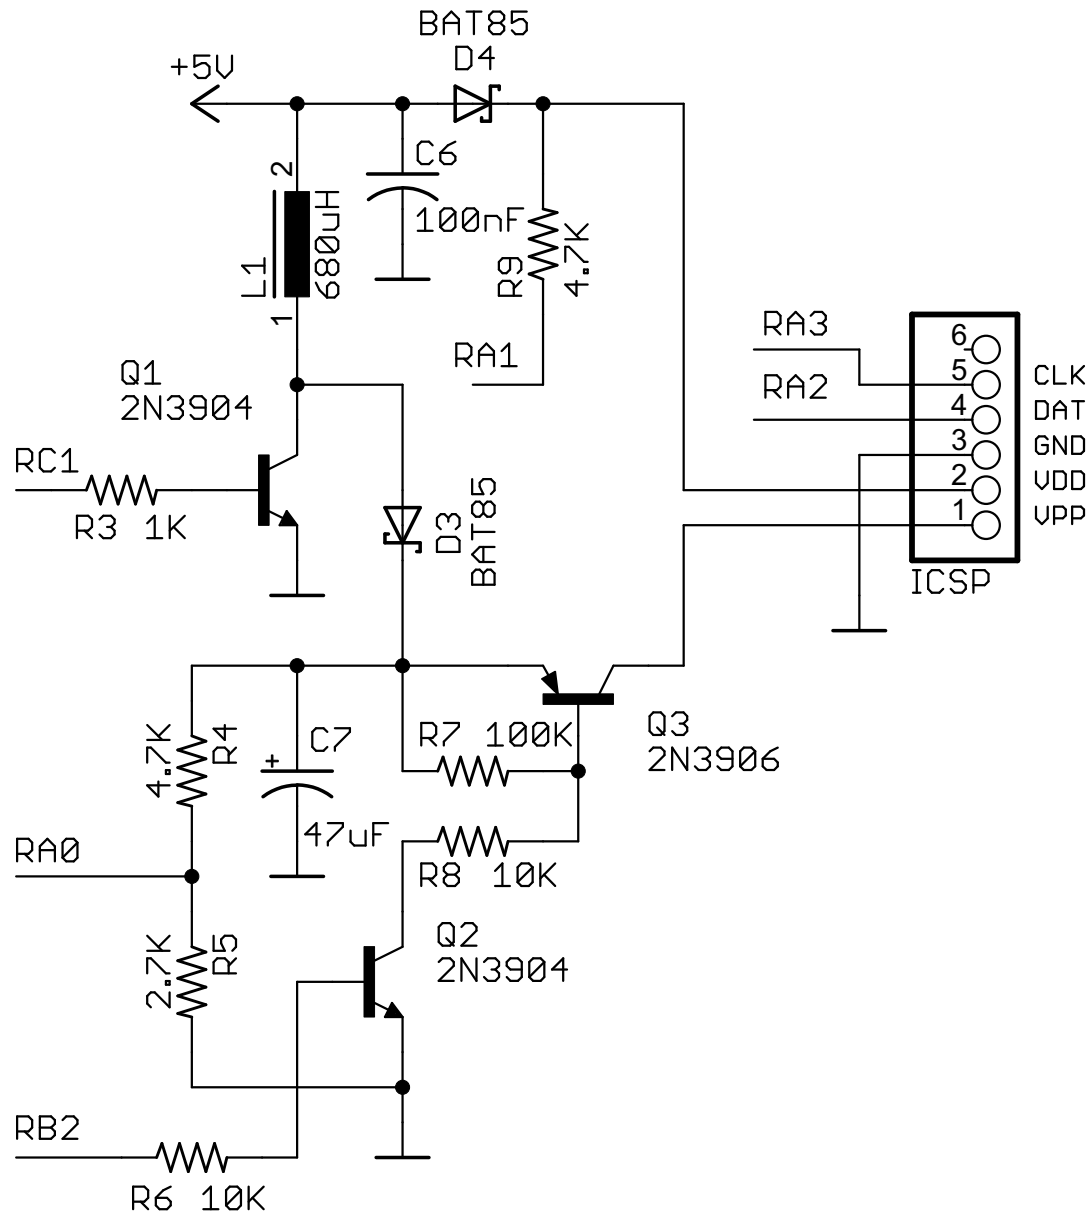 BAT85
D4
+5V
C6
100nF
2
L1
680uH
1
R9
4.7K
RA1
RA3
RA2
6
5
4
3
2
1
CLK
DAT
GND
VDD
VPP
ICSP
Q1
2N3904
RC1
R3 1K
D3
BAT85
R4
4.7K
C7
+
47uF
R7 100K
Q3
2N3906
R8 10K
RA0
R5
2.7K
Q2
2N3904
RB2
R6 10K